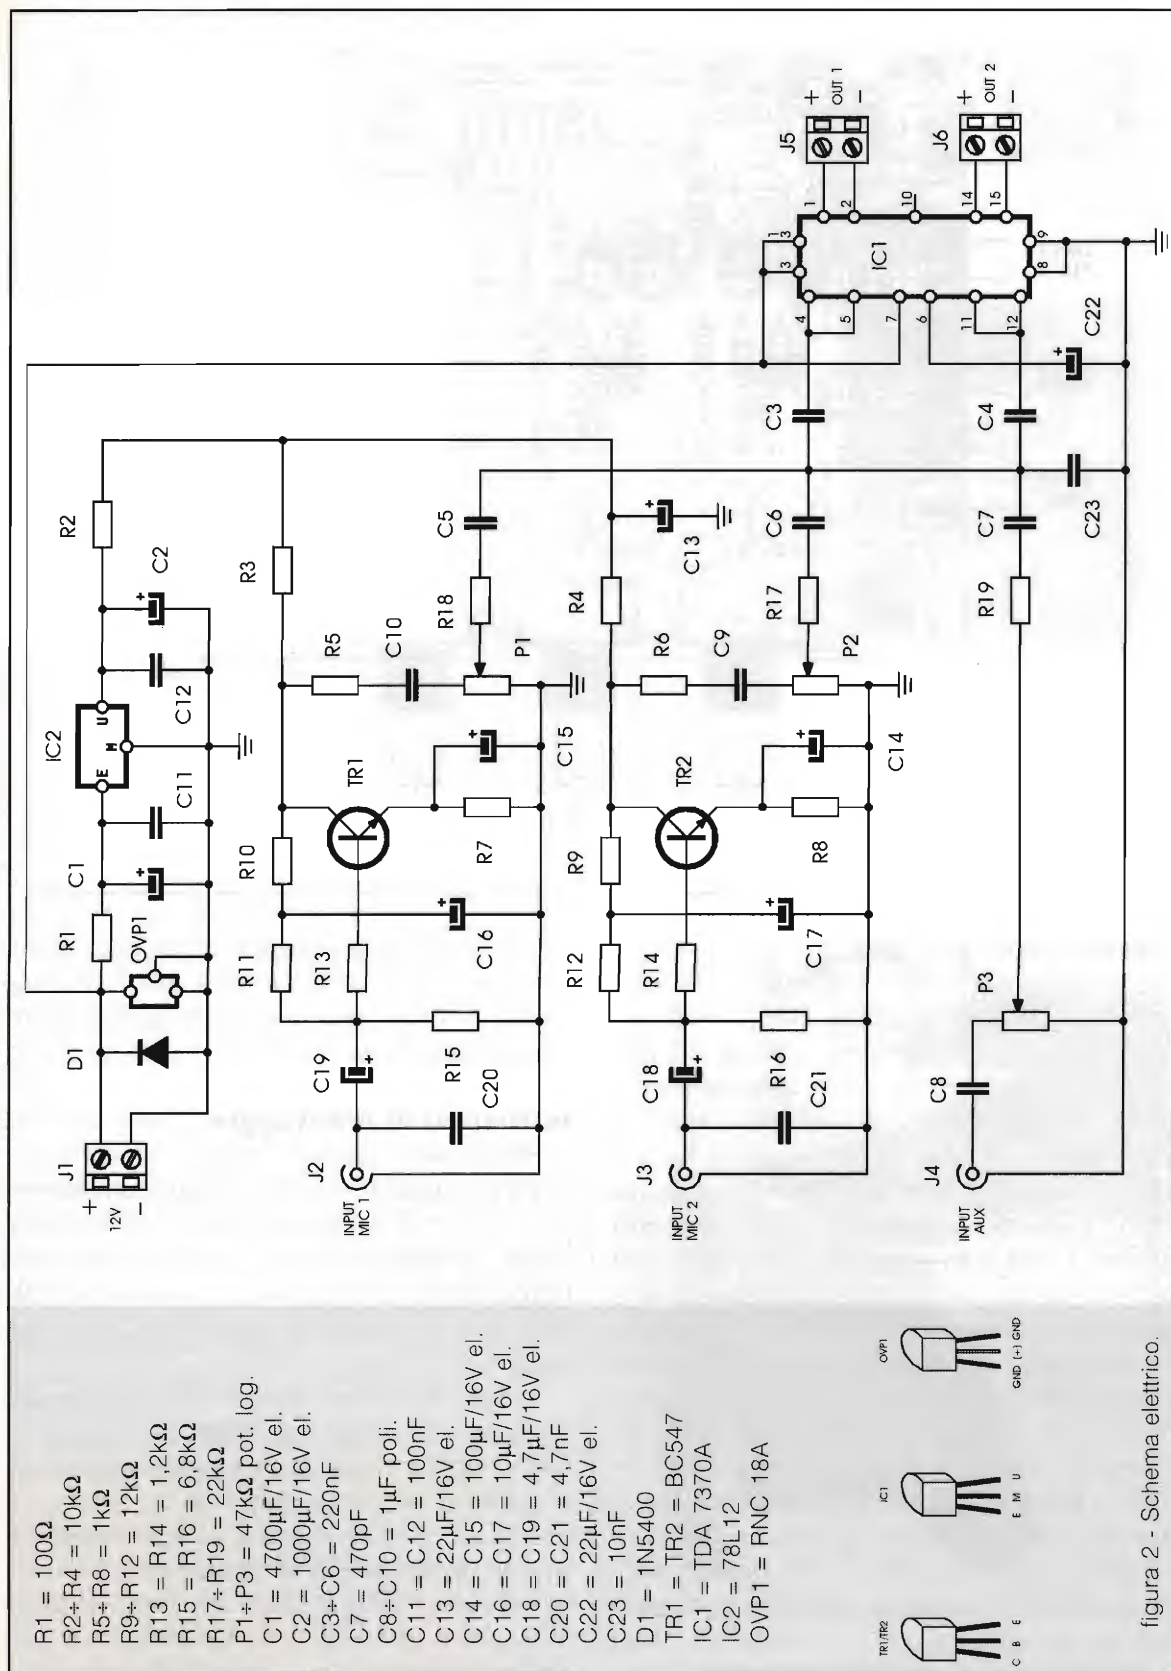 R1 = 100Ω
R2÷R4 = 10kΩ
R5÷R8 = 1kΩ
R9÷R12 = 12kΩ
R13 = R14 = 1,2kΩ
R15 = R16 = 6,8kΩ
R17÷R19 = 22kΩ
P1÷P3 = 47kΩ pot. log.
C1 = 4700µF/16V el.
C2 = 1000µF/16V el.
C3÷C6 = 220nF
C7 = 470pF
C8÷C10 = 1µF poli.
C11 = C12 = 100nF
C13 = 22µF/16V el.
C14 = C15 = 100µF/16V el.
C16 = C17 = 10µF/16V el.
C18 = C19 = 4,7µF/16V el.
C20 = C21 = 4,7nF
C22 = 22µF/16V el.
C23 = 10nF
D1 = 1N5400
TR1 = TR2 = BC547
IC1 = TDA 7370A
IC2 = 78L12
OVP1 = RNC 18A
TR1/TR2
C B E
IC1
E M U
OVP1
GND (+) GND
figura 2 - Schema elettrico.
J1
+
12V
-
D1
OVP1
R1
C1
+
C11
IC2
E
M
U
C12
C2
+
R2
J2
INPUT
MIC 1
C19
+
C20
R15
R11
R13
R10
C16
+
TR1
R7
C15
+
R5
C10
P1
R3
R18
C5
J3
INPUT
MIC 2
C18
+
C21
R16
R12
R14
R9
C17
+
TR2
R8
C14
+
R6
C9
P2
R4
C13
+
R17
C6
J4
INPUT
AUX
C8
P3
R19
C7
C23
C3
C4
C22
+
IC1
1
3
3
4
5
7
6
11
12
8
9
1
2
10
14
15
J5
+
OUT 1
-
J6
+
OUT 2
-